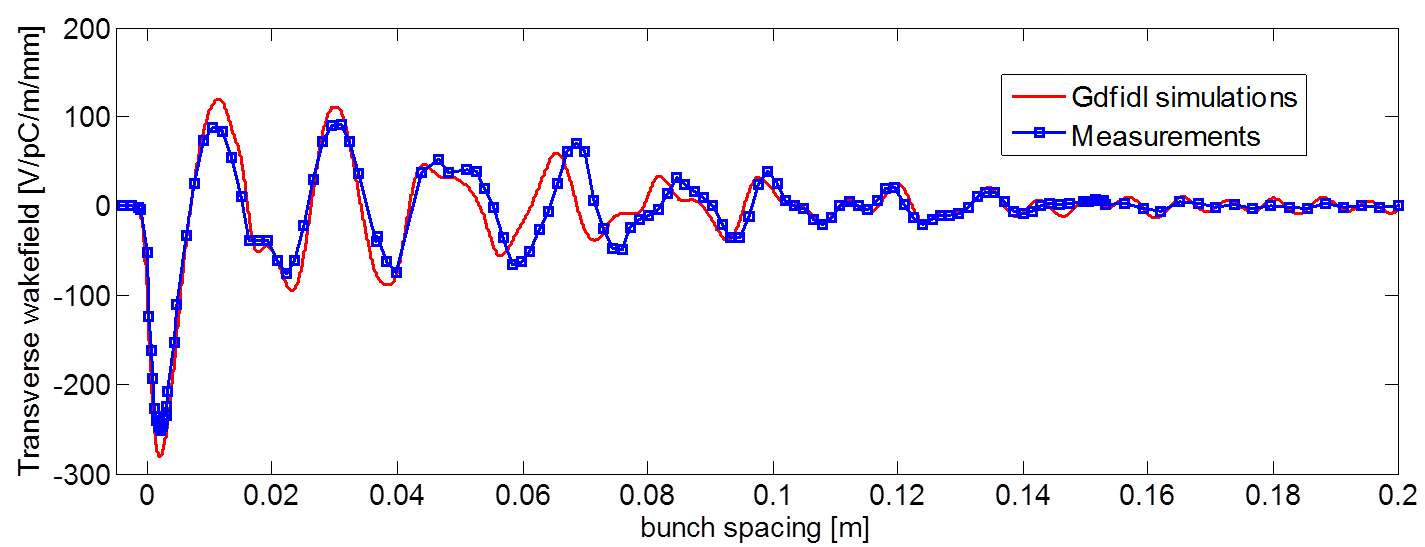 Transverse wakefield [V/pC/m/mm]
200
100
0
-100
-200
-300
Gdfidl simulations
Measurements
0 0.02 0.04 0.06 0.08 0.1 0.12 0.14 0.16 0.18 0.2
bunch spacing [m]